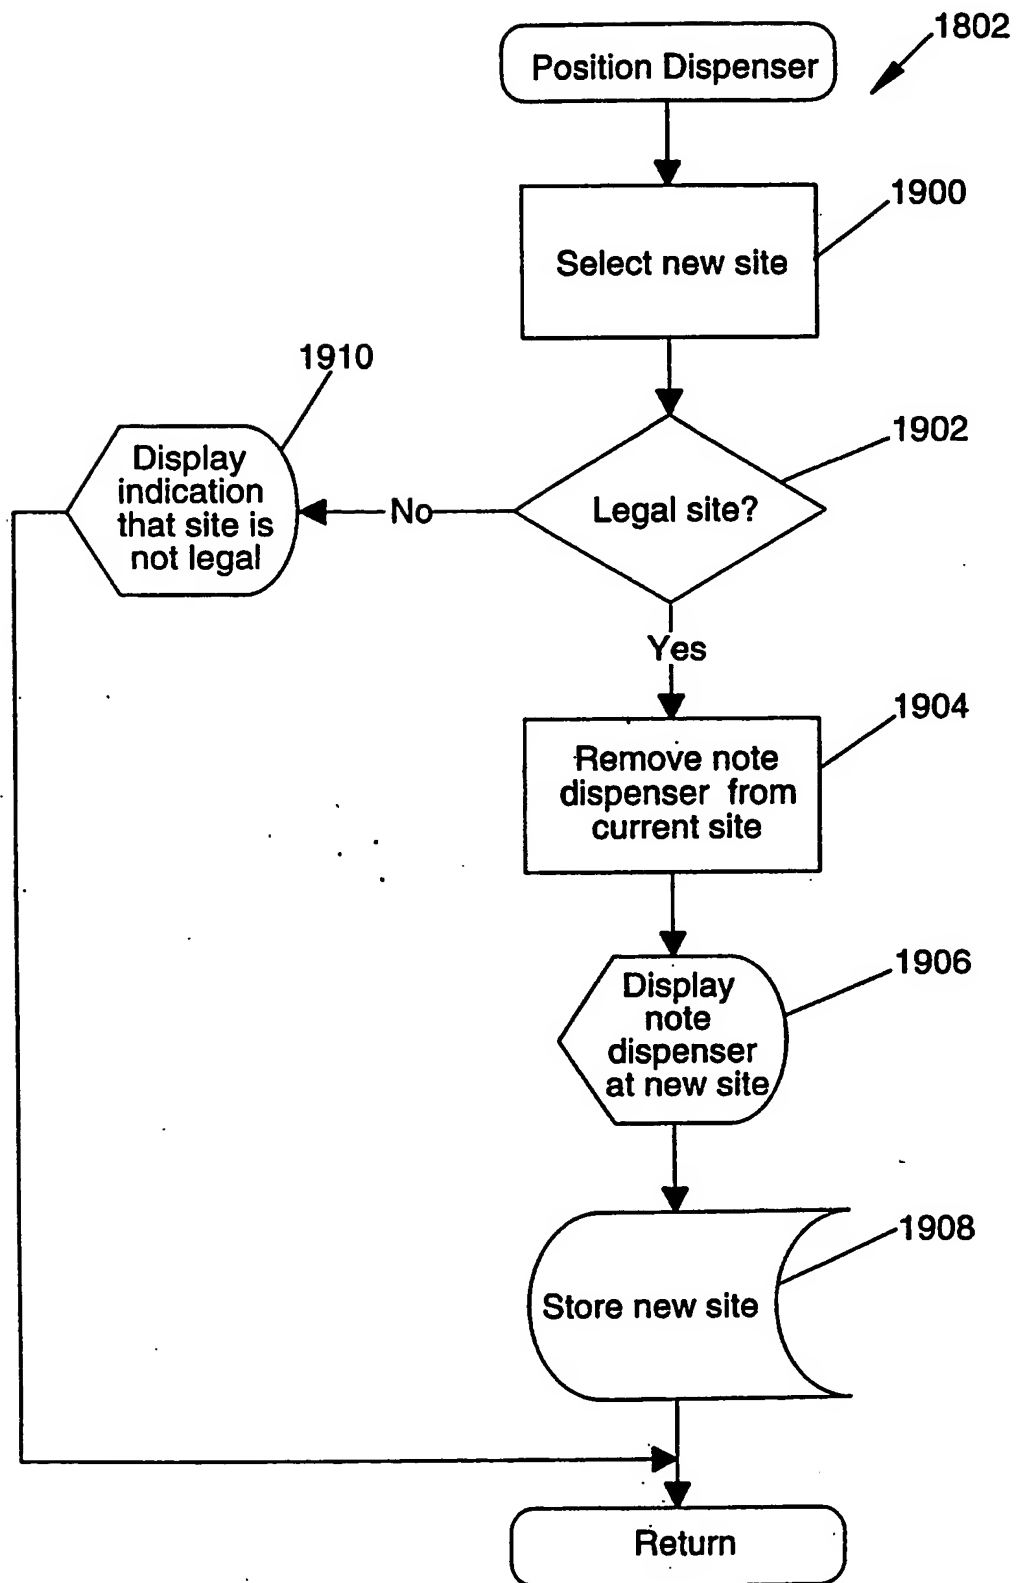 1802
Position Dispenser
1900
Select new site
1910
1902
Display
indication
that site is
not legal
No
Legal site?
Yes
1904
Remove note
dispenser from
current site
1906
Display
note
dispenser
at new site
1908
Store new site
Return